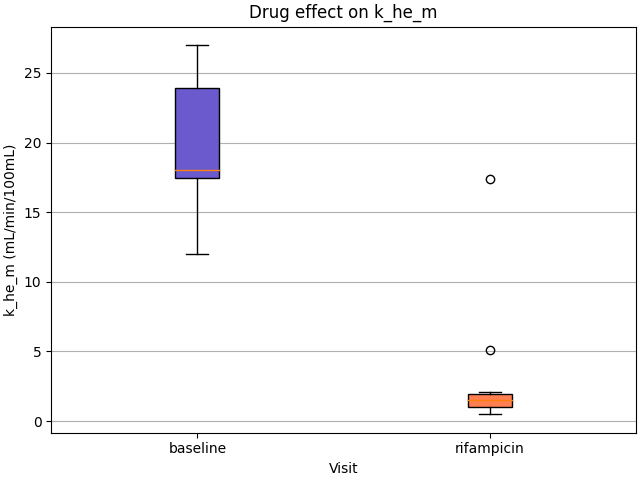 Drug effect on k_he_m
k_he_m (mL/min/100mL)
25
20
15
10
5
0
baseline
rifampicin
Visit